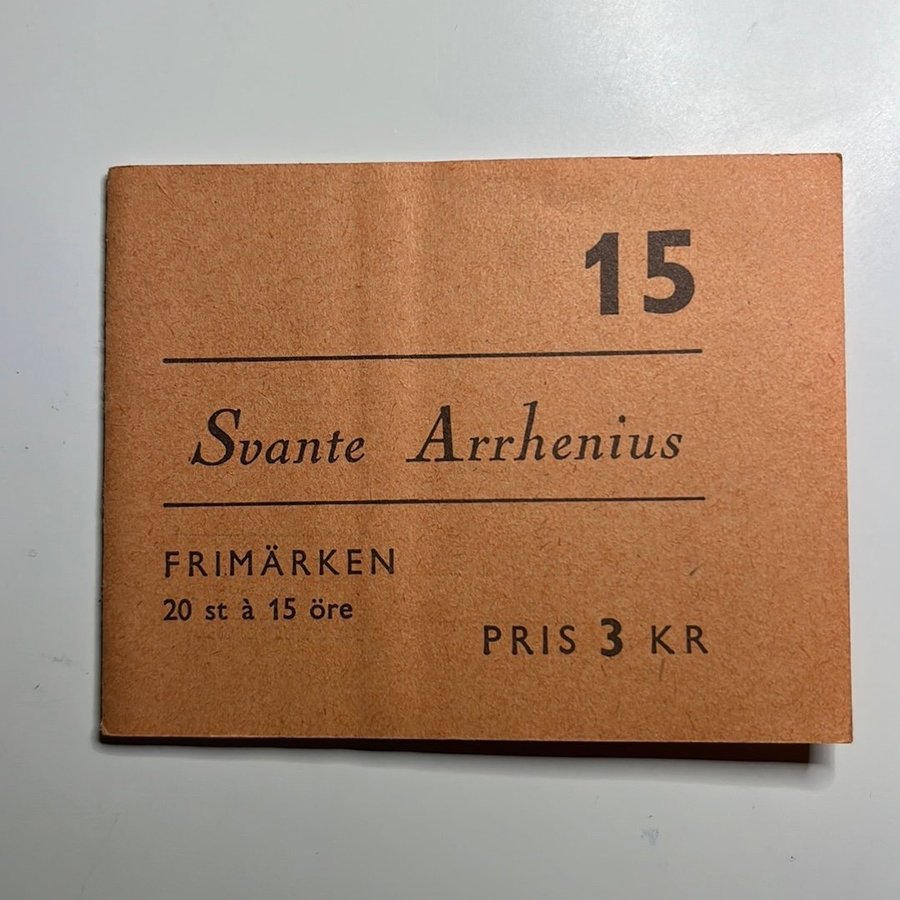 15
Svante Arrhenius
FRIMÄRKEN
20 st à 15 öre
PRIS 3 KR